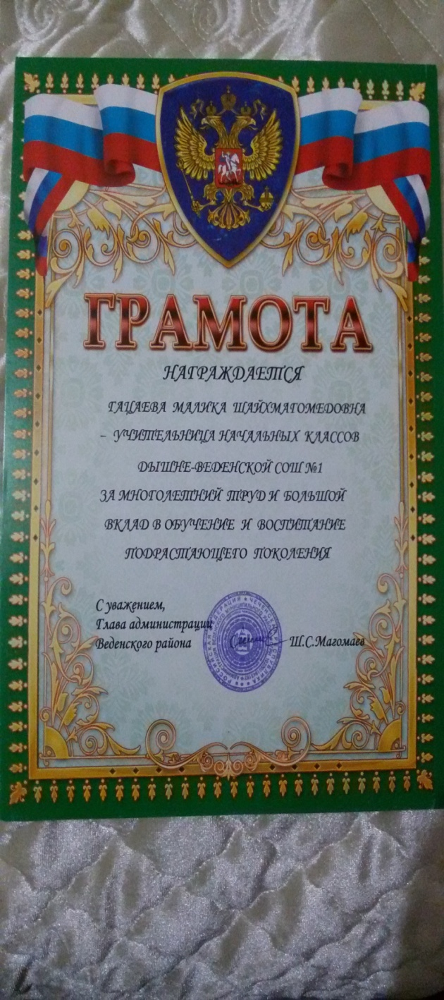 ГРАМОТА
НАГРАЖДАЕТСЯ
ГАЦАЕВА МАЛИКА ШАЙХМАГОМЕДОВНА
- УЧИТЕЛЬНИЦА НАЧАЛЬНЫХ КЛАССОВ
ДЫШНЕ-ВЕДЕНСКОЙ СОШ №1
ЗА МНОГОЛЕТНИЙ ТРУД И БОЛЬШОЙ
ВКЛАД В ОБУЧЕНИЕ И ВОСПИТАНИЕ
ПОДРАСТАЮЩЕГО ПОКОЛЕНИЯ
С уважением,
Глава администрации
Веденского района Ш.С.Магомаев